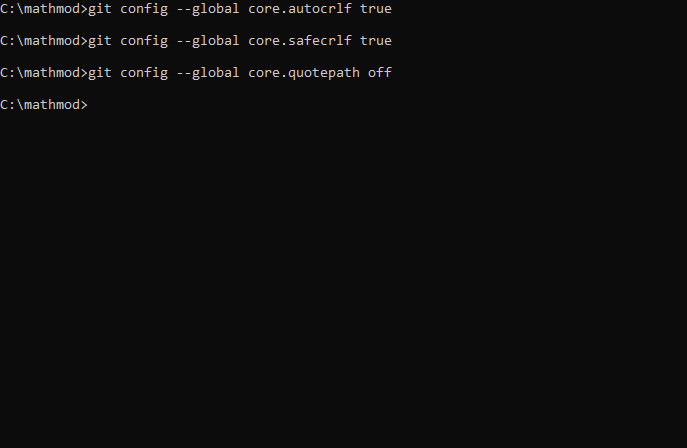 C:\mathmod>git config --global core.autocrlf true
C:\mathmod>git config --global core.safecrlf true
C:\mathmod>git config --global core.quotepath off
C:\mathmod>